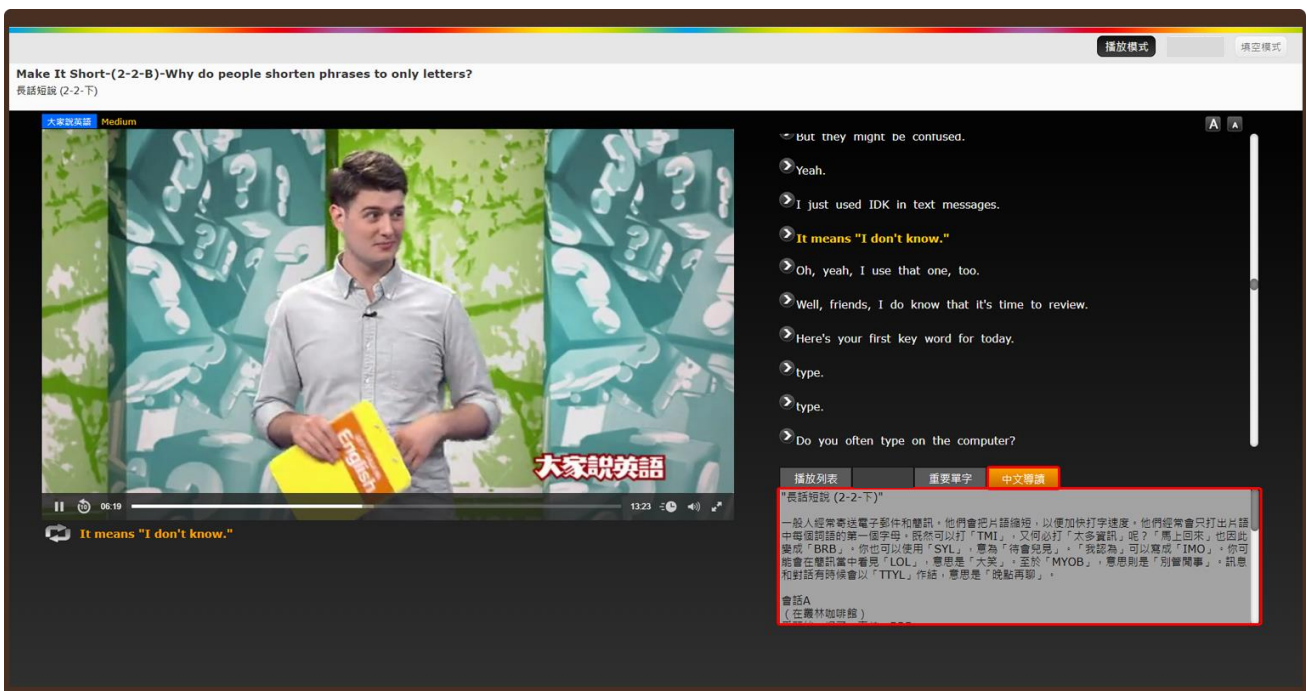 播放模式
填空模式
Make It Short-(2-2-B)-Why do people shorten phrases to only letters?
長話短說 (2-2-下)
大家說英語 Medium
English
大家說英語
10
06:19
13:23
It means "I don't know."
A A
But they might be confused.
Yeah.
I just used IDK in text messages.
It means "I don't know."
Oh, yeah, I use that one, too.
Well, friends, I do know that it's time to review.
Here's your first key word for today.
type.
type.
Do you often type on the computer?
播放列表
重要單字
中文導讀
"長話短說 (2-2-下)"
一般人經常寄送電子郵件和簡訊，他們會把片語縮短，以便加快打字速度。他們經常會只打出片語
中每個詞語的第一個字母。既然可以打「TMI」，又何必打「太多資訊」呢？「馬上回來」也因此
變成「BRB」。你也可以使用「SYL」，意為「待會兒見」。「我認為」可以寫成「IMO」。你可
能會在簡訊當中看見「LOL」，意思是「大笑」。至於「MYOB」，意思則是「別管閒事」。訊息
和對話有時候會以「TTYL」作結，意思是「晚點再聊」。
會話A
（在叢林咖啡館）